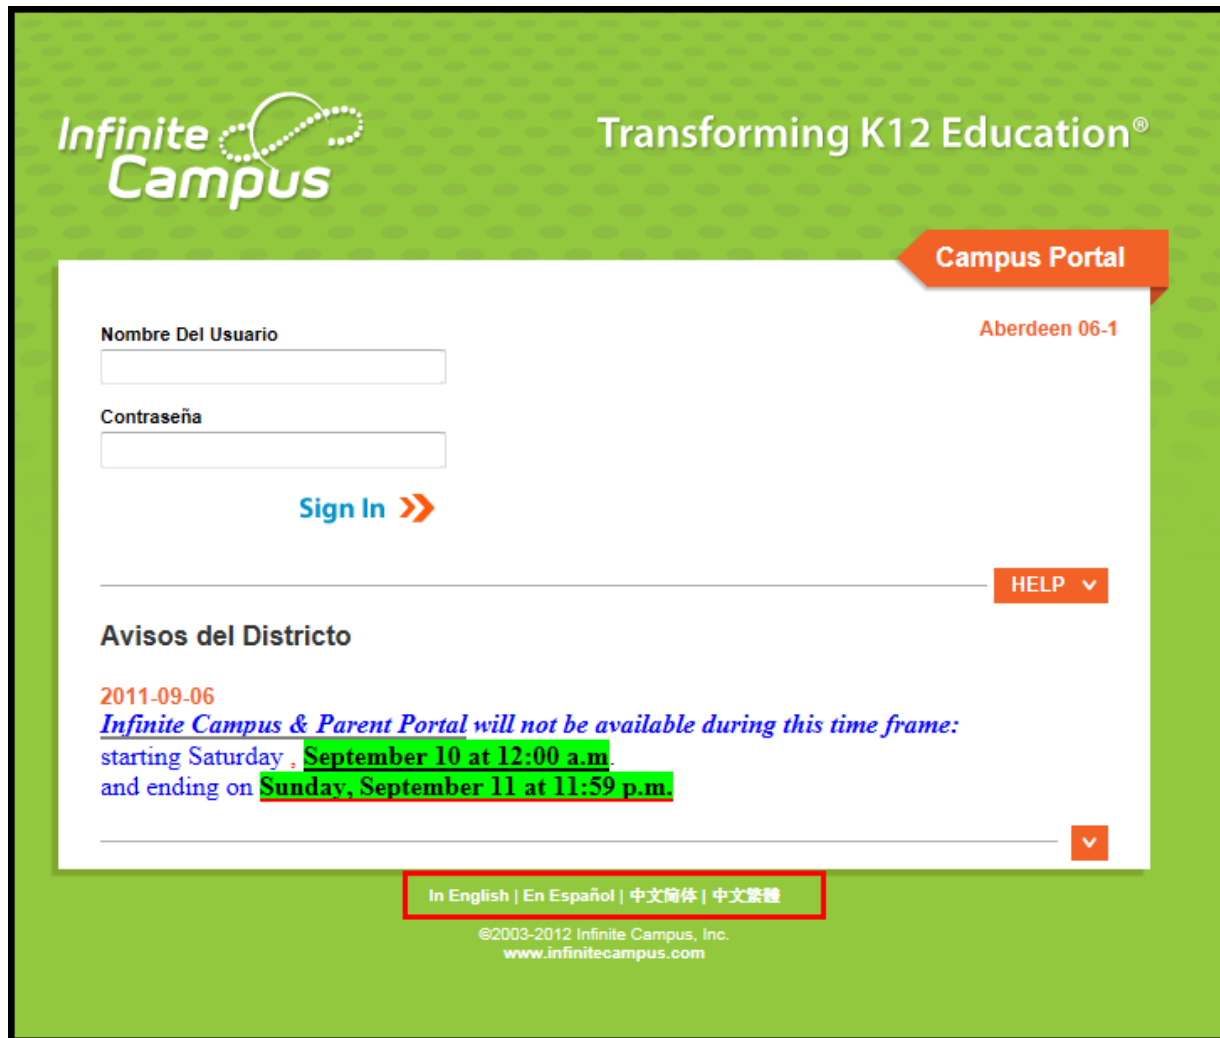 Infinite
Campus
Transforming K12 Education®
Campus Portal
Aberdeen 06-1
Nombre Del Usuario
Contraseña
Sign In
HELP
Avisos del Districto
2011-09-06
Infinite Campus & Parent Portal will not be available during this time frame:
starting Saturday , September 10 at 12:00 a.m.
and ending on Sunday, September 11 at 11:59 p.m.
In English | En Español | 中文简体 | 中文繁體
©2003-2012 Infinite Campus, Inc.
www.infinitecampus.com